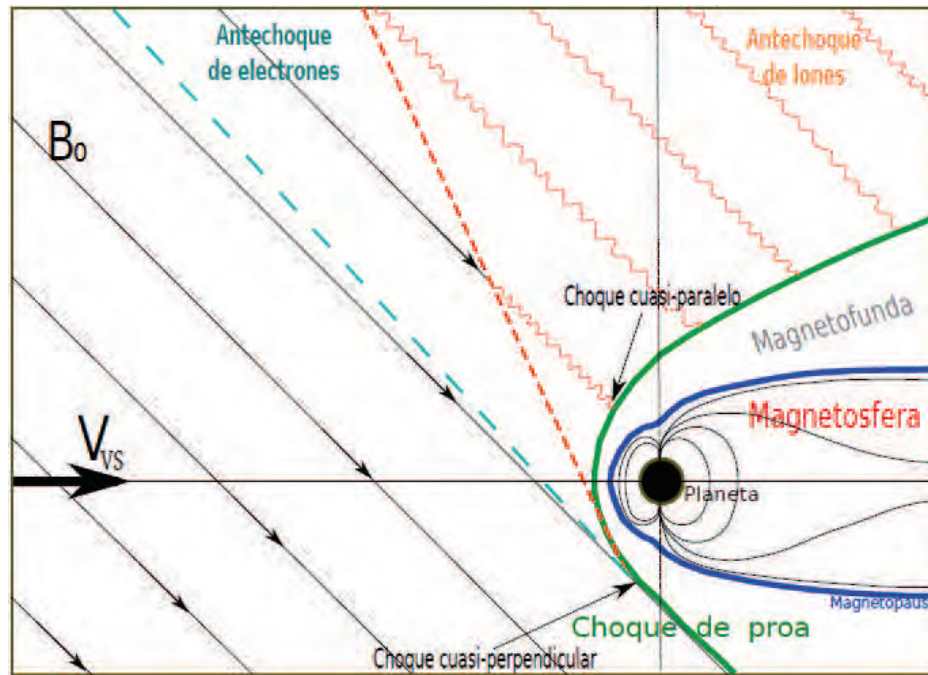 Antechoque
de electrones
Antechoque
de Iones
B₀
Choque cuasi-paralelo
Magnetofunda
Magnetosfera
V_VS
Planeta
Magnetopaus
Choque de proa
Choque cuasi-perpendicular